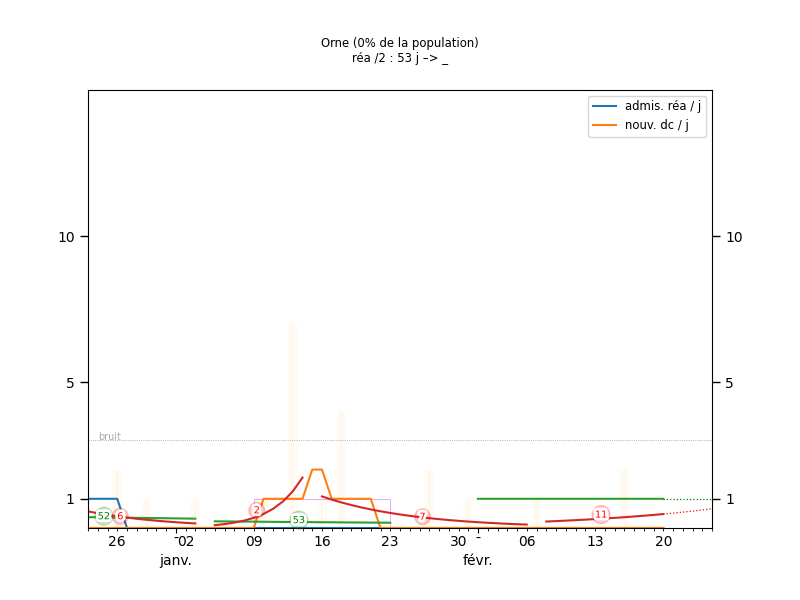 Orne (0% de la population)
réa /2 : 53 j –> _
admis. réa / j
nouv. dc / j
10 10
5 5
bruit
1 1
52 6 2 53 7 11
26 02 09 16 23 30 06 13 20
janv. févr.